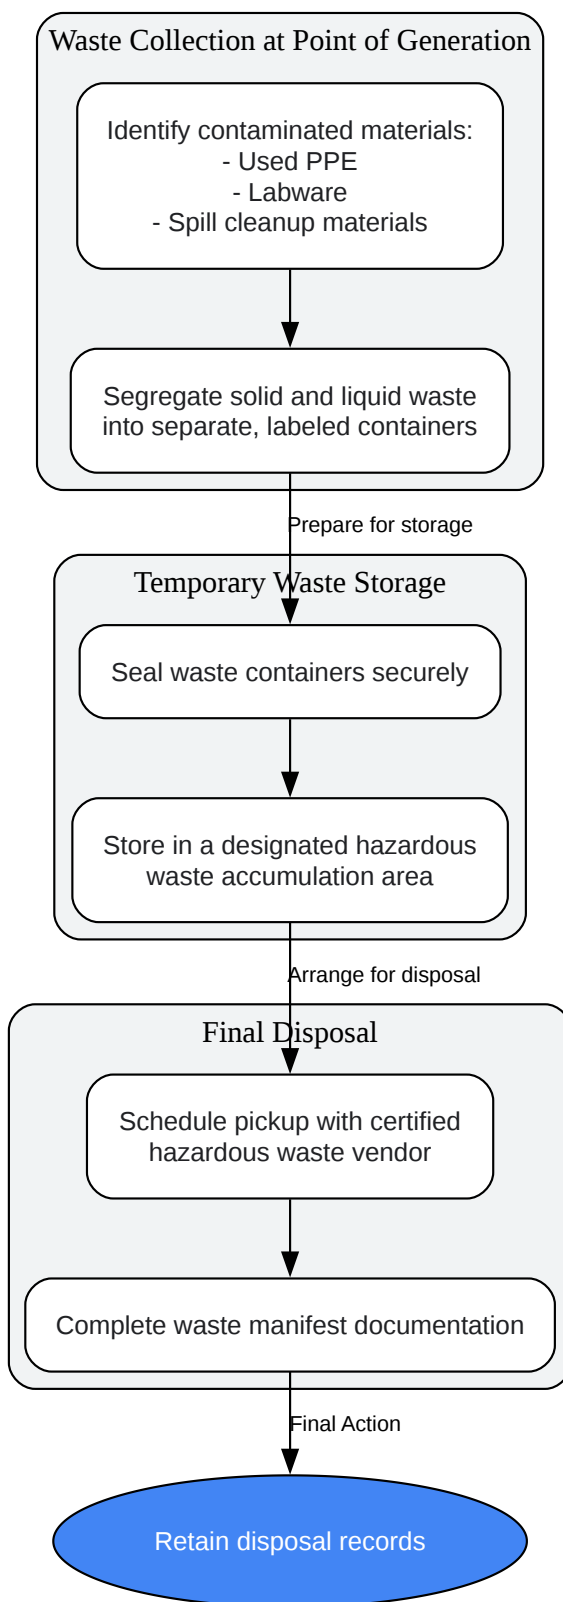 Waste Collection at Point of Generation
Identify contaminated materials:
- Used PPE
- Labware
- Spill cleanup materials
Segregate solid and liquid waste
into separate, labeled containers
Prepare for storage
Temporary Waste Storage
Seal waste containers securely
Store in a designated hazardous
waste accumulation area
Arrange for disposal
Final Disposal
Schedule pickup with certified
hazardous waste vendor
Complete waste manifest documentation
Final Action
Retain disposal records